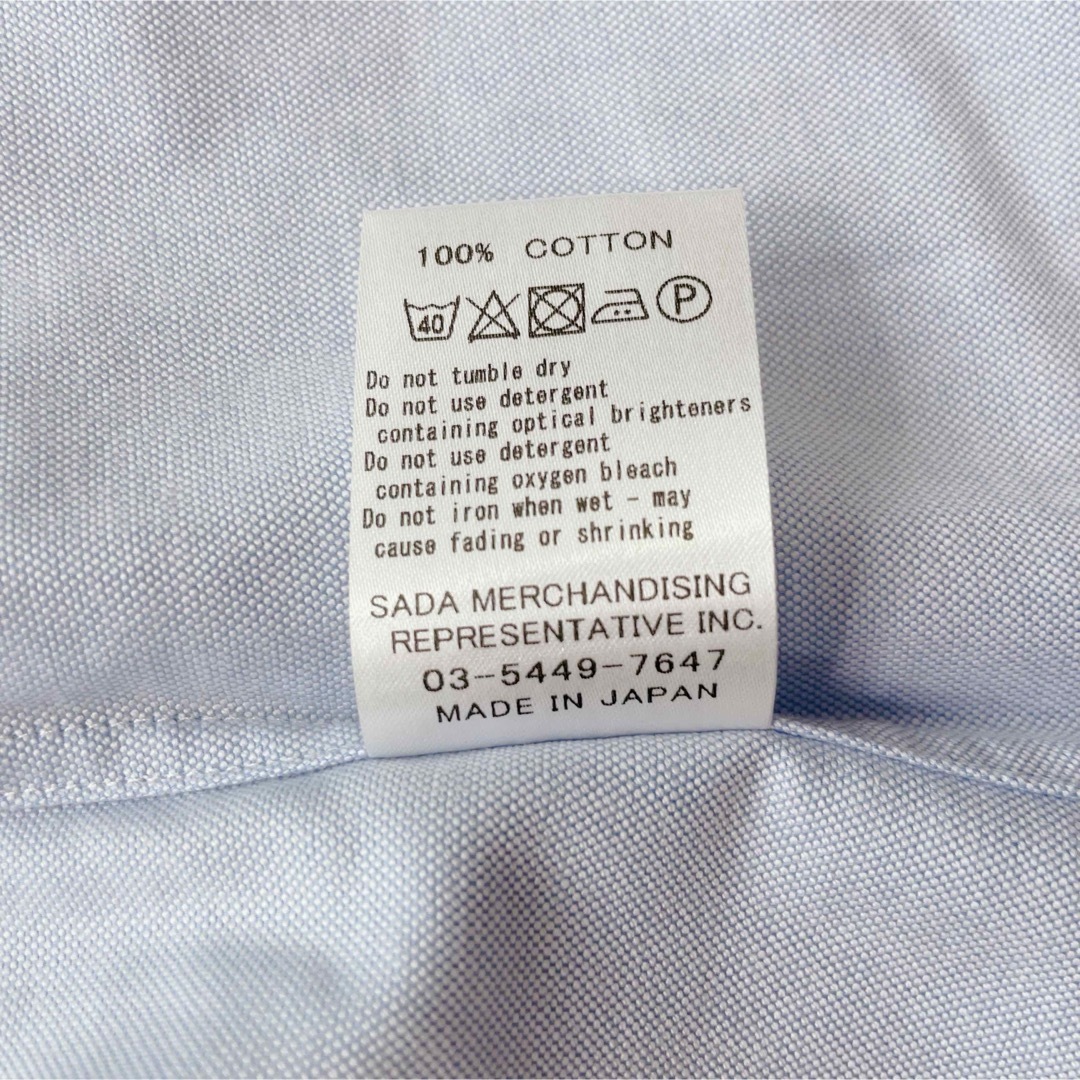 100% COTTON
40 P
Do not tumble dry
Do not use detergent
containing optical brighteners
Do not use detergent
containing oxygen bleach
Do not iron when wet - may
cause fading or shrinking
SADA MERCHANDISING
REPRESENTATIVE INC.
03-5449-7647
MADE IN JAPAN